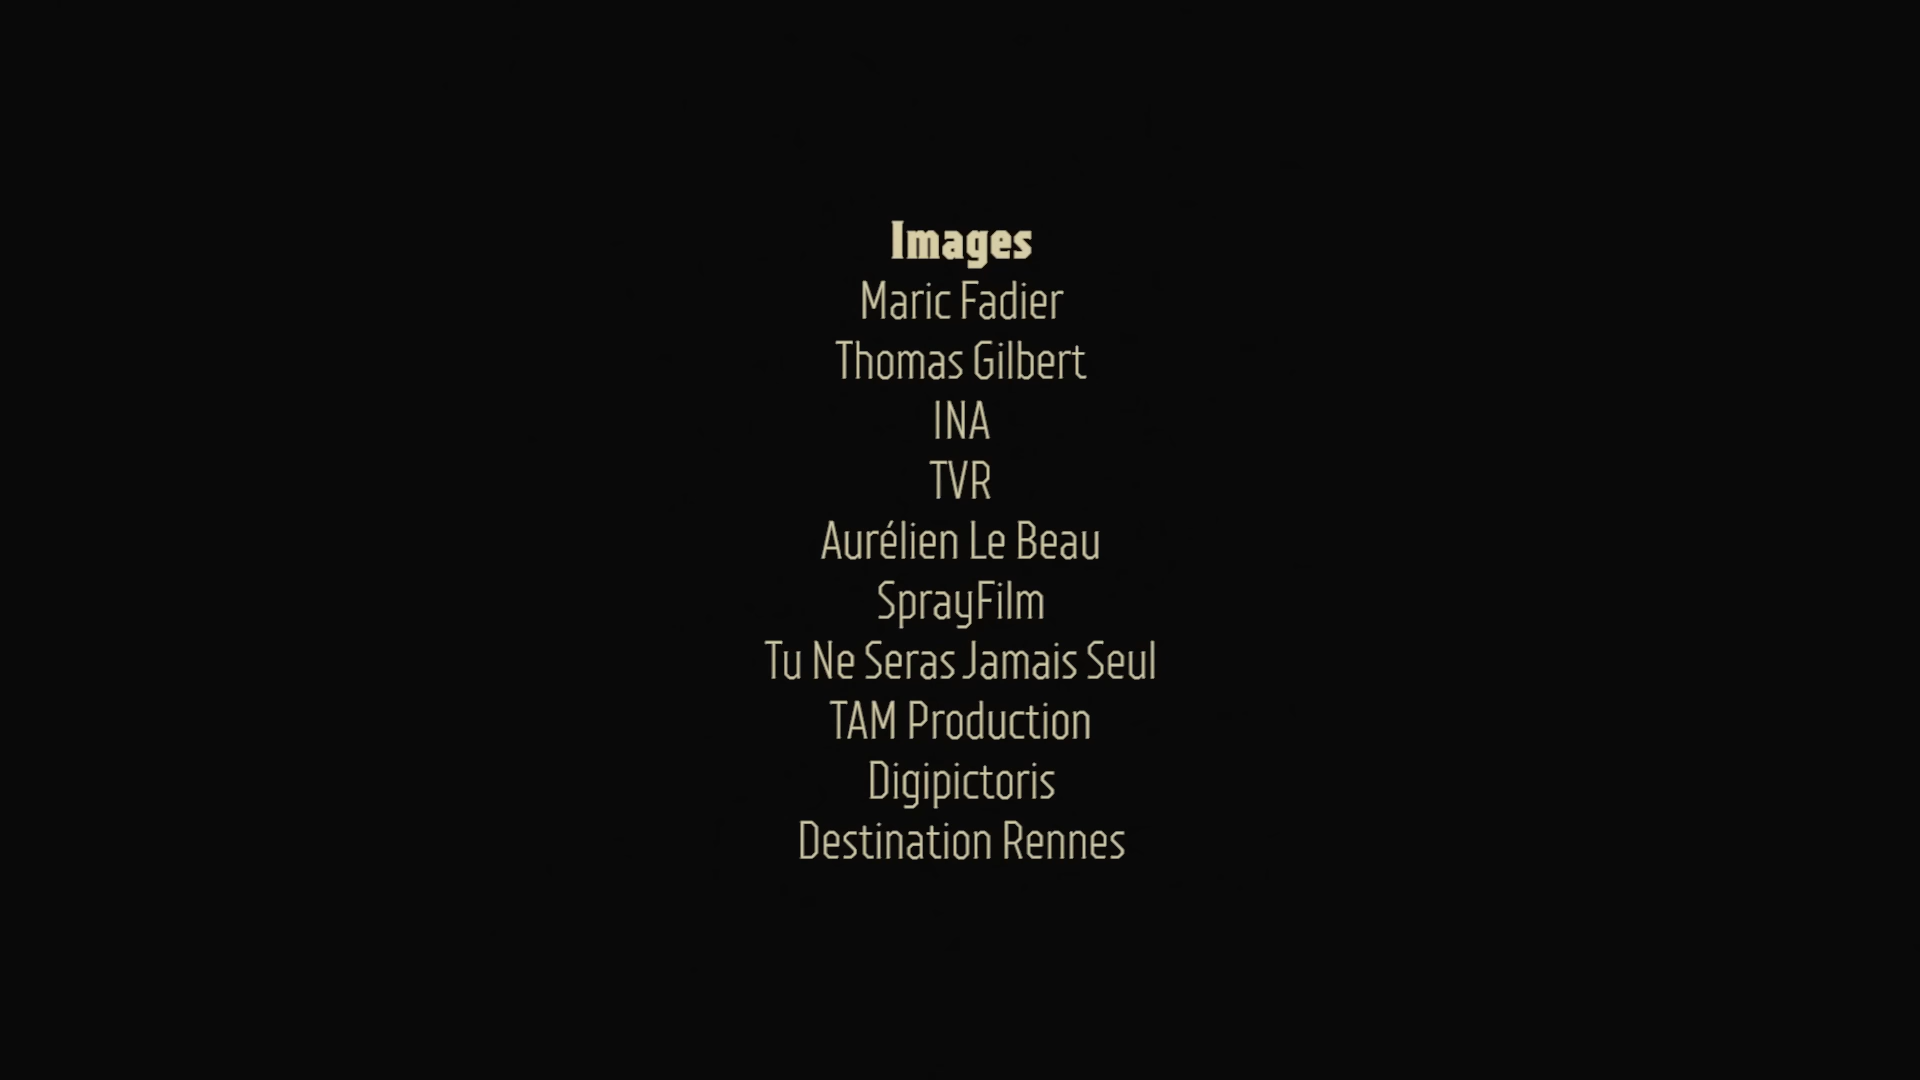 Images
Maric Fadier
Thomas Gilbert
INA
TVR
Aurélien Le Beau
SprayFilm
Tu Ne Seras Jamais Seul
TAM Production
Digipictoris
Destination Rennes